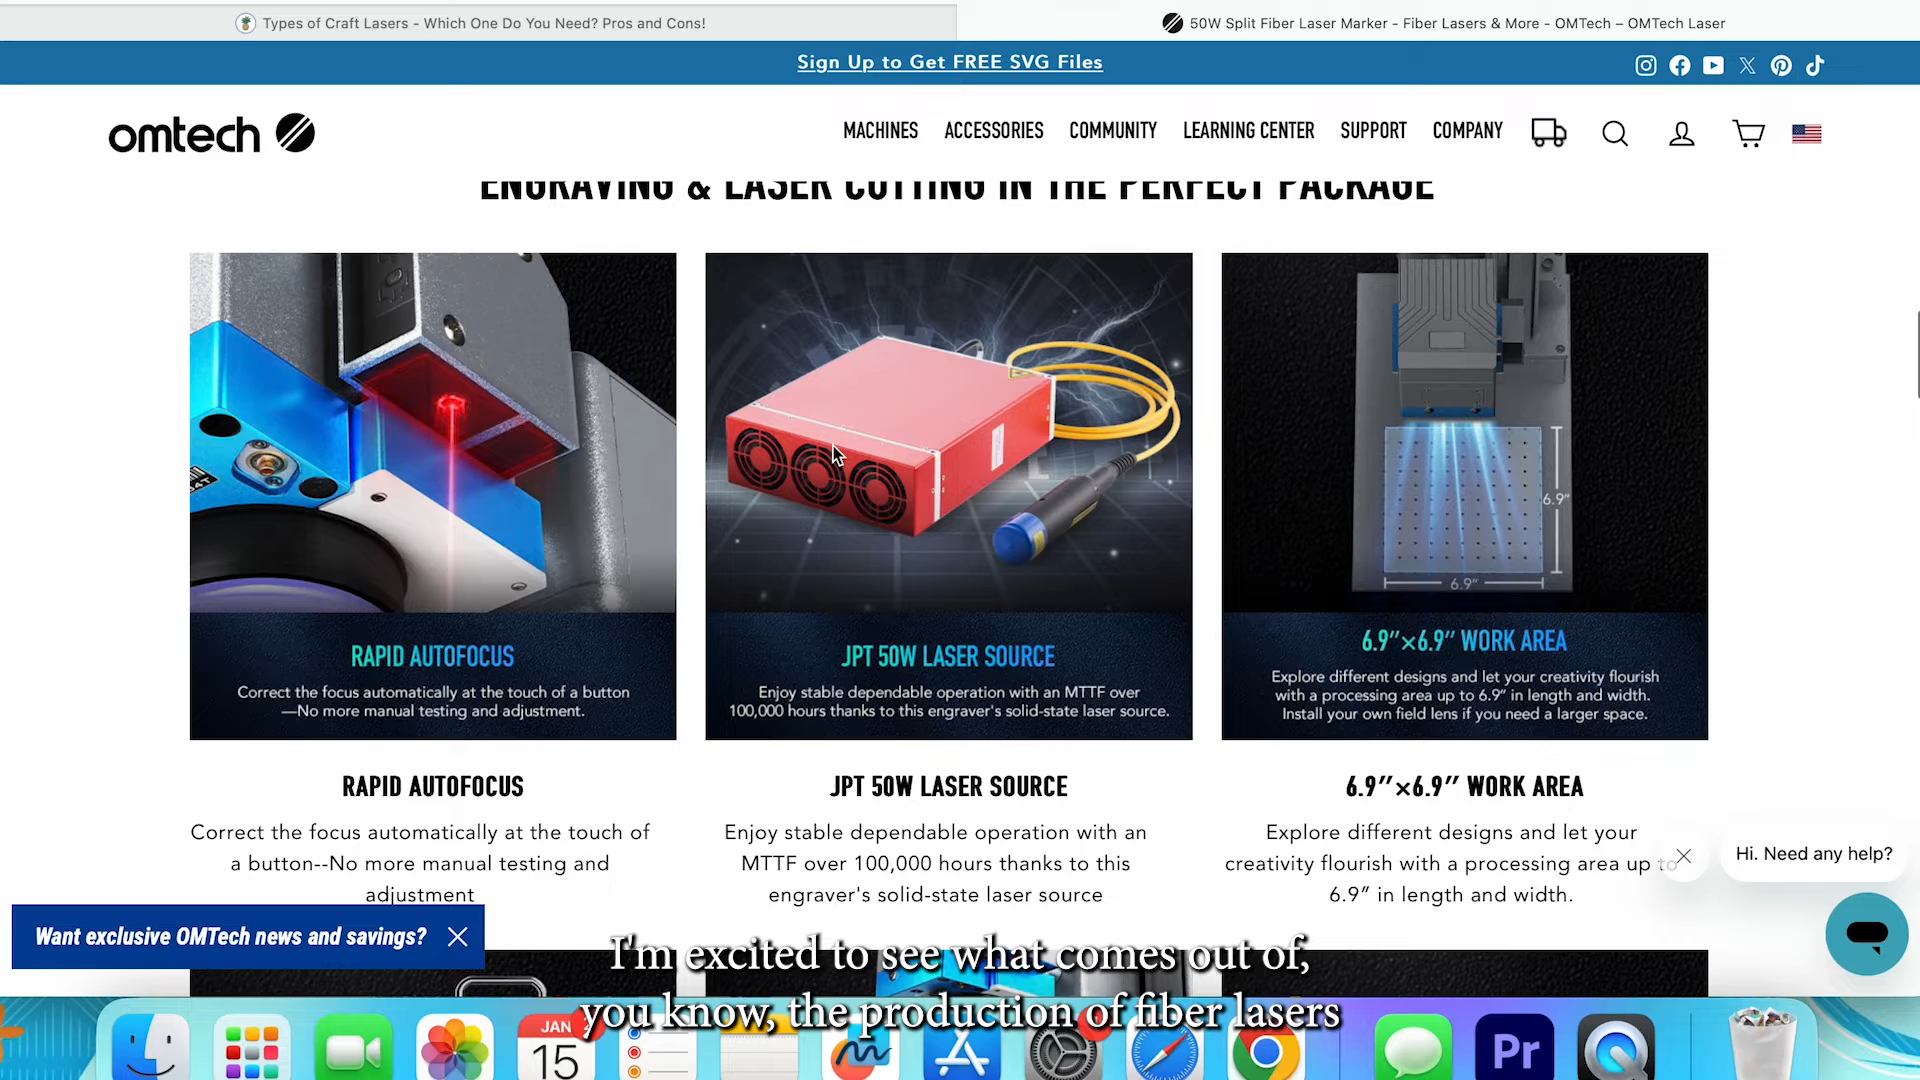 Types of Craft Lasers - Which One Do You Need? Pros and Cons!
50W Split Fiber Laser Marker - Fiber Lasers & More - OMTech – OMTech Laser
Sign Up to Get FREE SVG Files
omtech
MACHINES ACCESSORIES COMMUNITY LEARNING CENTER SUPPORT COMPANY
ENGRAVING & LASER CUTTING IN THE PERFECT PACKAGE
6.9"
6.9"
RAPID AUTOFOCUS
Correct the focus automatically at the touch of a button
—No more manual testing and adjustment.
JPT 50W LASER SOURCE
Enjoy stable dependable operation with an MTTF over
100,000 hours thanks to this engraver's solid-state laser source.
6.9"×6.9" WORK AREA
Explore different designs and let your creativity flourish
with a processing area up to 6.9" in length and width.
Install your own field lens if you need a larger space.
RAPID AUTOFOCUS
Correct the focus automatically at the touch of
a button--No more manual testing and
adjustment
JPT 50W LASER SOURCE
Enjoy stable dependable operation with an
MTTF over 100,000 hours thanks to this
engraver's solid-state laser source
6.9"×6.9" WORK AREA
Explore different designs and let your
creativity flourish with a processing area up to
6.9" in length and width.
Hi. Need any help?
Want exclusive OMTech news and savings?
I'm excited to see what comes out of,
you know, the production of fiber lasers
JAN
15
Pr